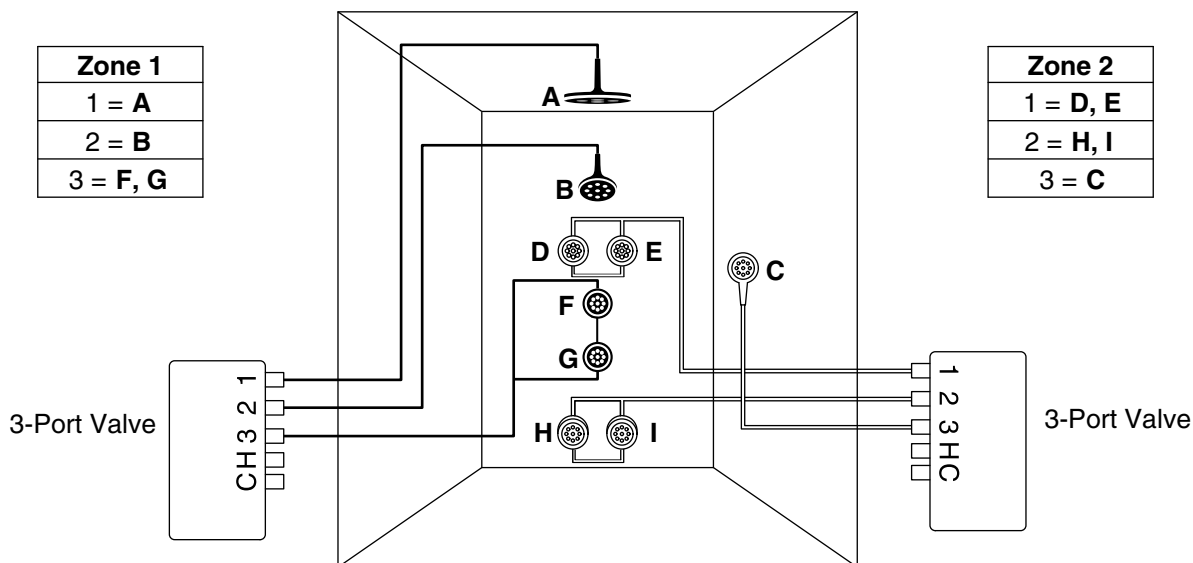 Zone 1
1 = A
2 = B
3 = F, G
Zone 2
1 = D, E
2 = H, I
3 = C
A
B
D
E
C
F
G
H
I
3-Port Valve
1
2
3
H
C
3-Port Valve
1
2
3
H
C